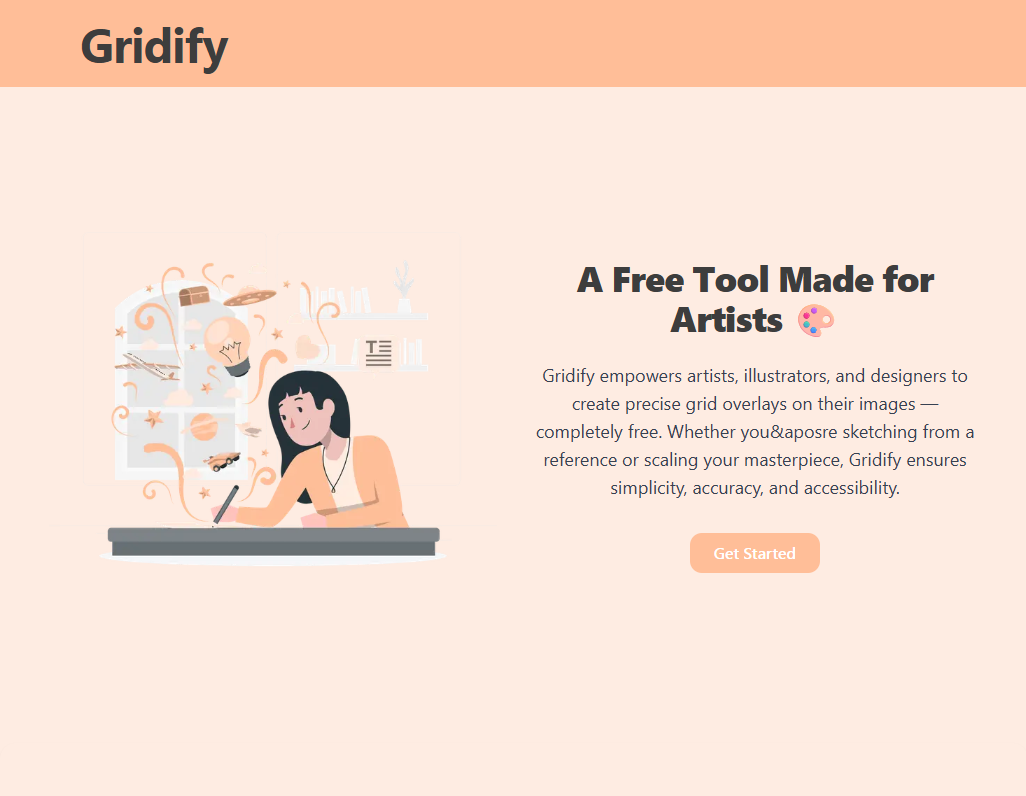 Gridify
A Free Tool Made for
Artists 🎨
Gridify empowers artists, illustrators, and designers to
create precise grid overlays on their images —
completely free. Whether you&aposre sketching from a
reference or scaling your masterpiece, Gridify ensures
simplicity, accuracy, and accessibility.
Get Started
T